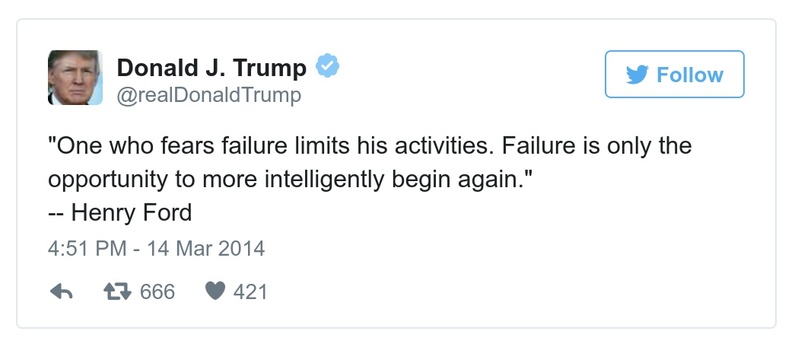 Donald J. Trump
@realDonaldTrump
Follow
"One who fears failure limits his activities. Failure is only the
opportunity to more intelligently begin again."
-- Henry Ford
4:51 PM - 14 Mar 2014
666 421